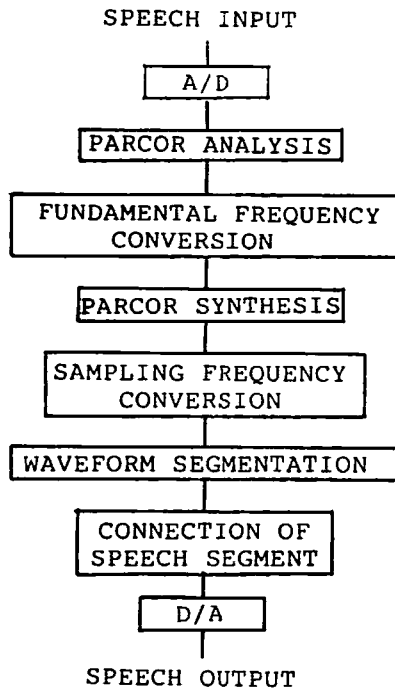 SPEECH INPUT
A/D
PARCOR ANALYSIS
FUNDAMENTAL FREQUENCY
CONVERSION
PARCOR SYNTHESIS
SAMPLING FREQUENCY
CONVERSION
WAVEFORM SEGMENTATION
CONNECTION OF
SPEECH SEGMENT
D/A
SPEECH OUTPUT